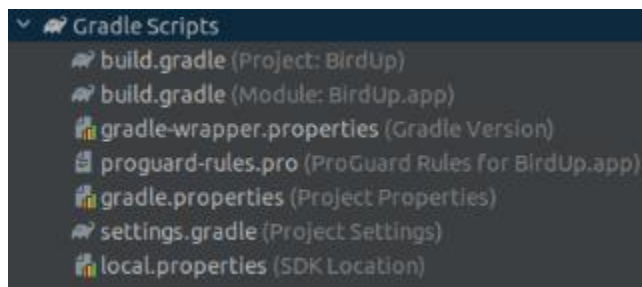 Gradle Scripts
build.gradle (Project: BirdUp)
build.gradle (Module: BirdUp.app)
gradle-wrapper.properties (Gradle Version)
proguard-rules.pro (ProGuard Rules for BirdUp.app)
gradle.properties (Project Properties)
settings.gradle (Project Settings)
local.properties (SDK Location)